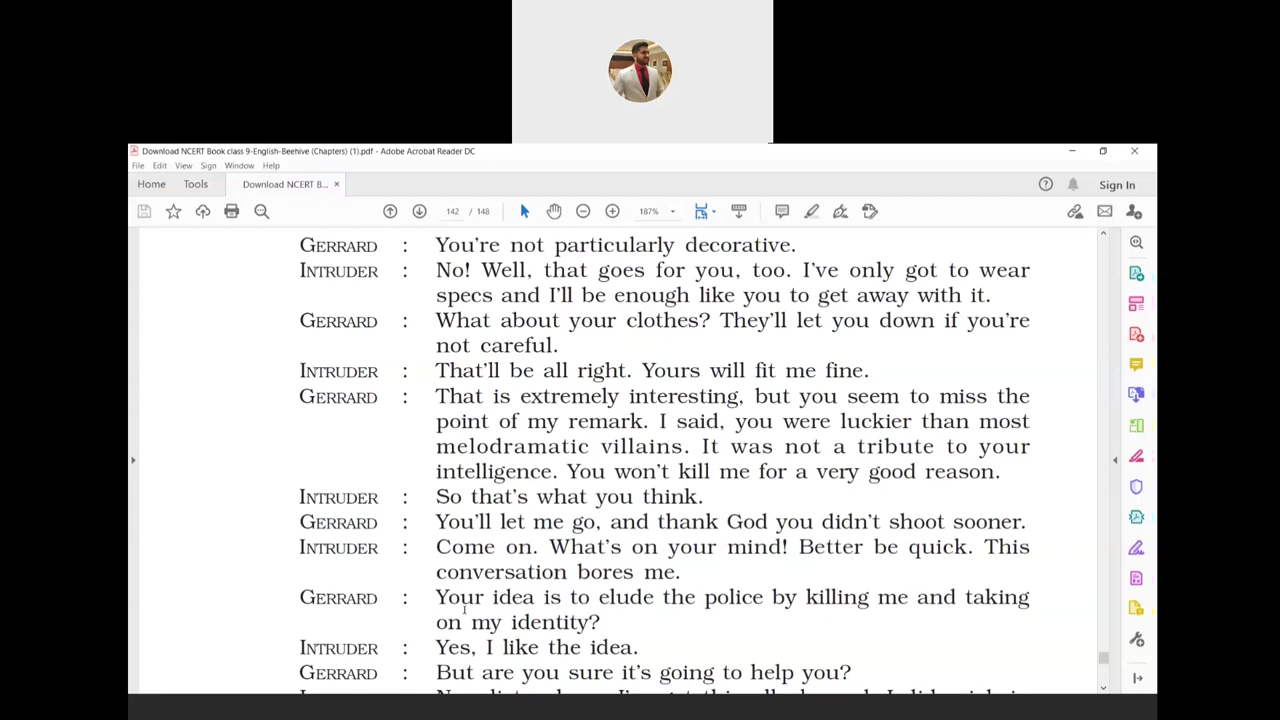 Download NCERT Book class 9-English-Beehive (Chapters) (1).pdf - Adobe Acrobat Reader DC
File Edit View Sign Window Help
Home Tools Download NCERT B... × Sign In
142 / 148 187%
GERRARD : You're not particularly decorative.
INTRUDER : No! Well, that goes for you, too. I've only got to wear
specs and I'll be enough like you to get away with it.
GERRARD : What about your clothes? They'll let you down if you're
not careful.
INTRUDER : That'll be all right. Yours will fit me fine.
GERRARD : That is extremely interesting, but you seem to miss the
point of my remark. I said, you were luckier than most
melodramatic villains. It was not a tribute to your
intelligence. You won't kill me for a very good reason.
INTRUDER : So that's what you think.
GERRARD : You'll let me go, and thank God you didn't shoot sooner.
INTRUDER : Come on. What's on your mind! Better be quick. This
conversation bores me.
GERRARD : Your idea is to elude the police by killing me and taking
on my identity?
INTRUDER : Yes, I like the idea.
GERRARD : But are you sure it's going to help you?